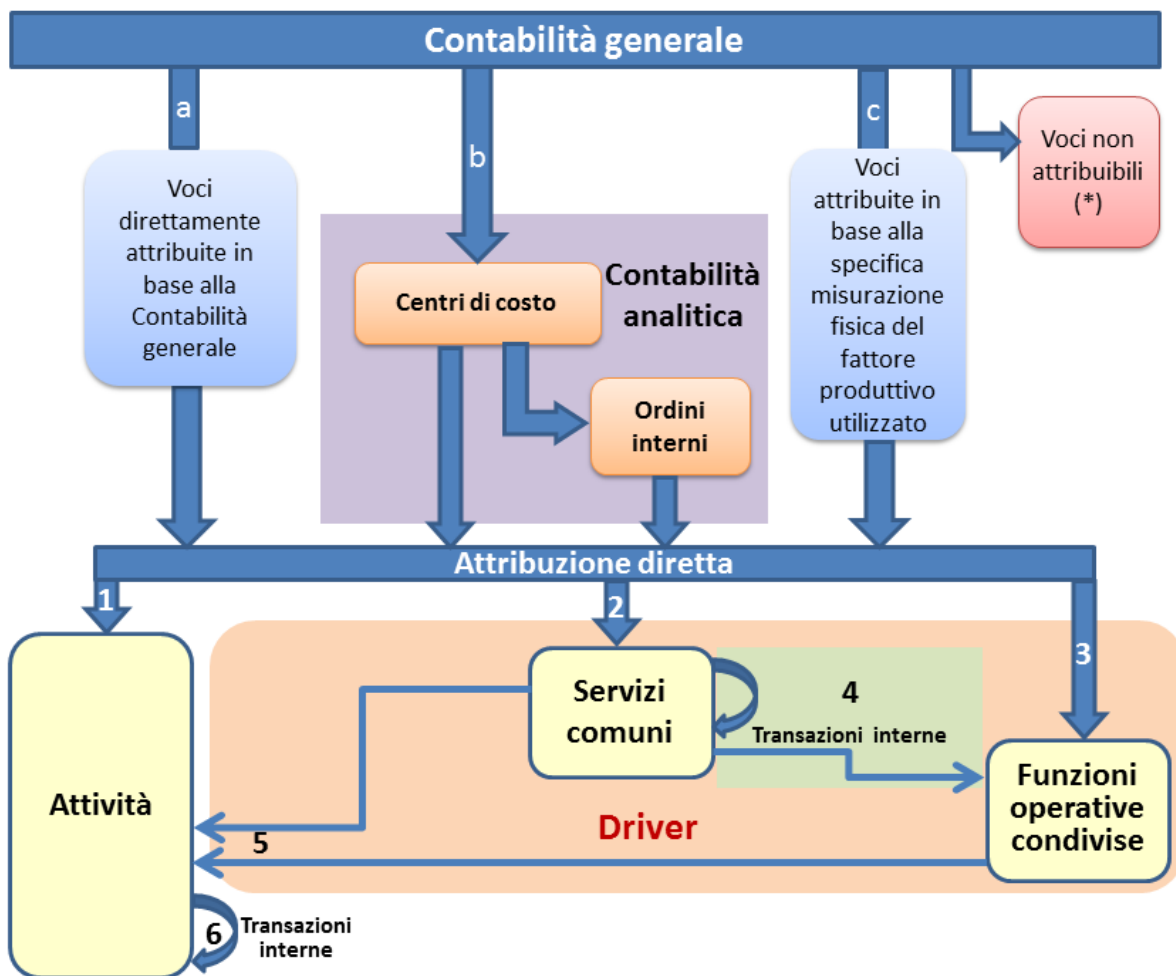 Contabilità generale
a
b
c
Voci
direttamente
attribuite in
base alla
Contabilità
generale
Centri di costo
Contabilità
analitica
Ordini
interni
Voci
attribuite in
base alla
specifica
misurazione
fisica del
fattore
produttivo
utilizzato
Voci non
attribuibili
(*)
Attribuzione diretta
1
2
3
Attività
Servizi
comuni
4
Transazioni interne
Funzioni
operative
condivise
Driver
5
6
Transazioni
interne